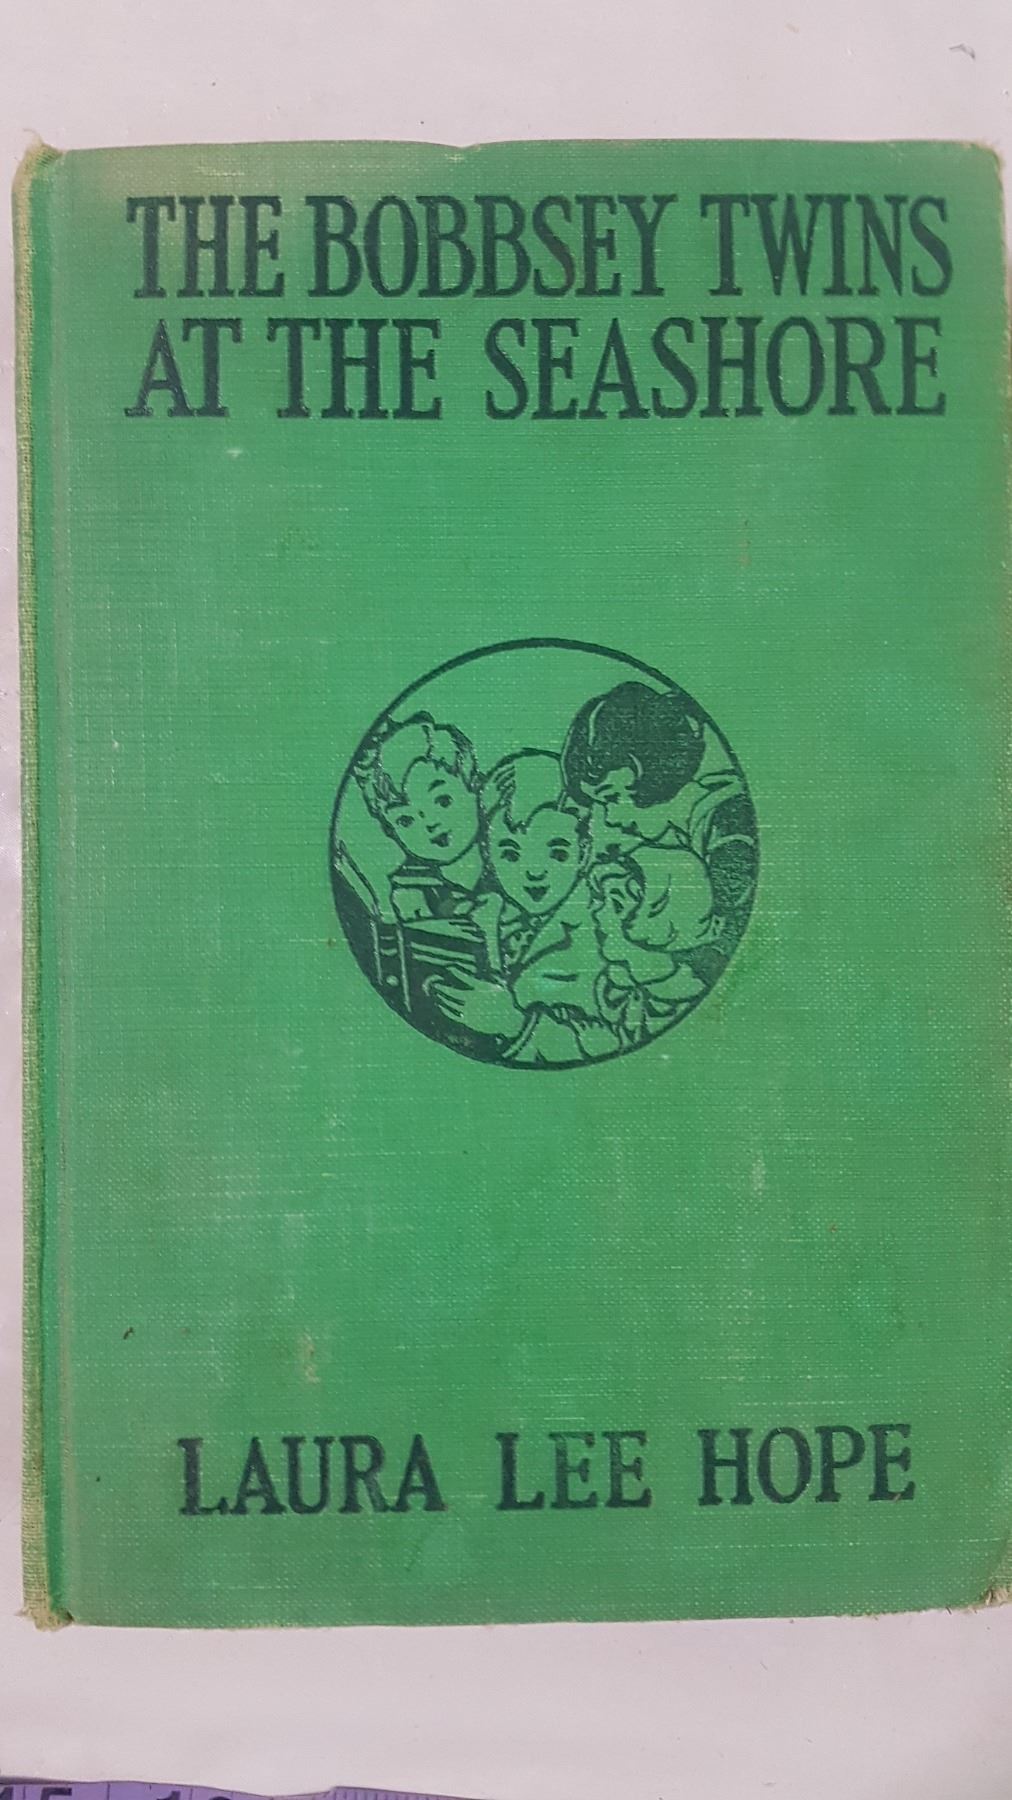 THE BOBBSEY TWINS
AT THE SEASHORE
LAURA LEE HOPE